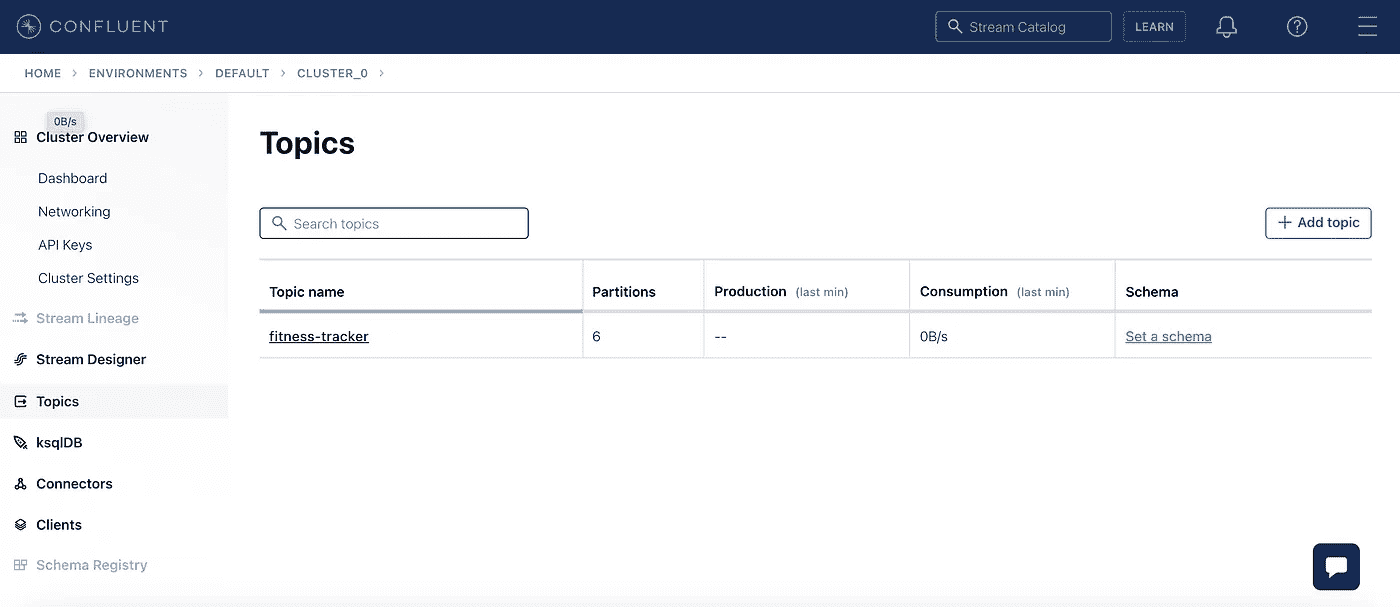 CONFLUENT
Stream Catalog
LEARN
HOME > ENVIRONMENTS > DEFAULT > CLUSTER_0 >
0B/s
Cluster Overview
Dashboard
Networking
API Keys
Cluster Settings
Stream Lineage
Stream Designer
Topics
ksqlDB
Connectors
Clients
Schema Registry
Topics
Search topics
+ Add topic
Topic name Partitions Production (last min) Consumption (last min) Schema
fitness-tracker 6 -- 0B/s Set a schema